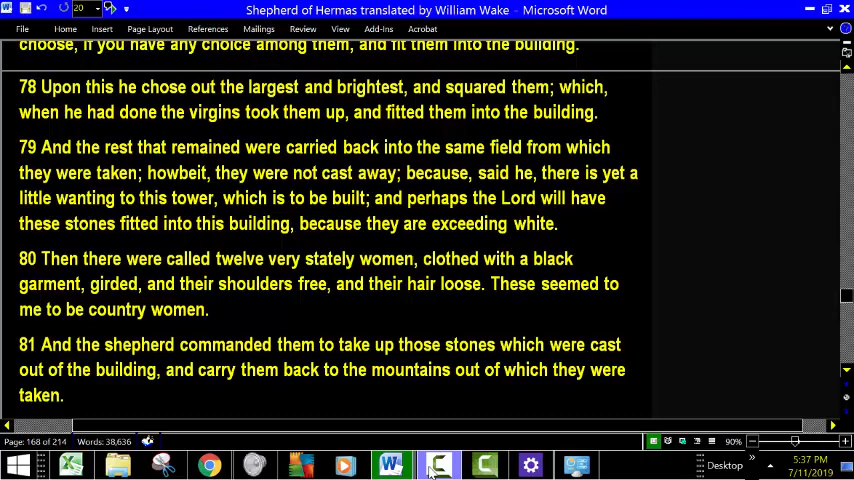 20
Shepherd of Hermas translated by William Wake - Microsoft Word
File Home Insert Page Layout References Mailings Review View Add-Ins Acrobat
choose, if you have any choice among them, and fit them into the building.
78 Upon this he chose out the largest and brightest, and squared them; which,
when he had done the virgins took them up, and fitted them into the building.
79 And the rest that remained were carried back into the same field from which
they were taken; howbeit, they were not cast away; because, said he, there is yet a
little wanting to this tower, which is to be built; and perhaps the Lord will have
these stones fitted into this building, because they are exceeding white.
80 Then there were called twelve very stately women, clothed with a black
garment, girded, and their shoulders free, and their hair loose. These seemed to
me to be country women.
81 And the shepherd commanded them to take up those stones which were cast
out of the building, and carry them back to the mountains out of which they were
taken.
Page: 168 of 214 Words: 38,636 90%
Desktop
5:37 PM
7/11/2019